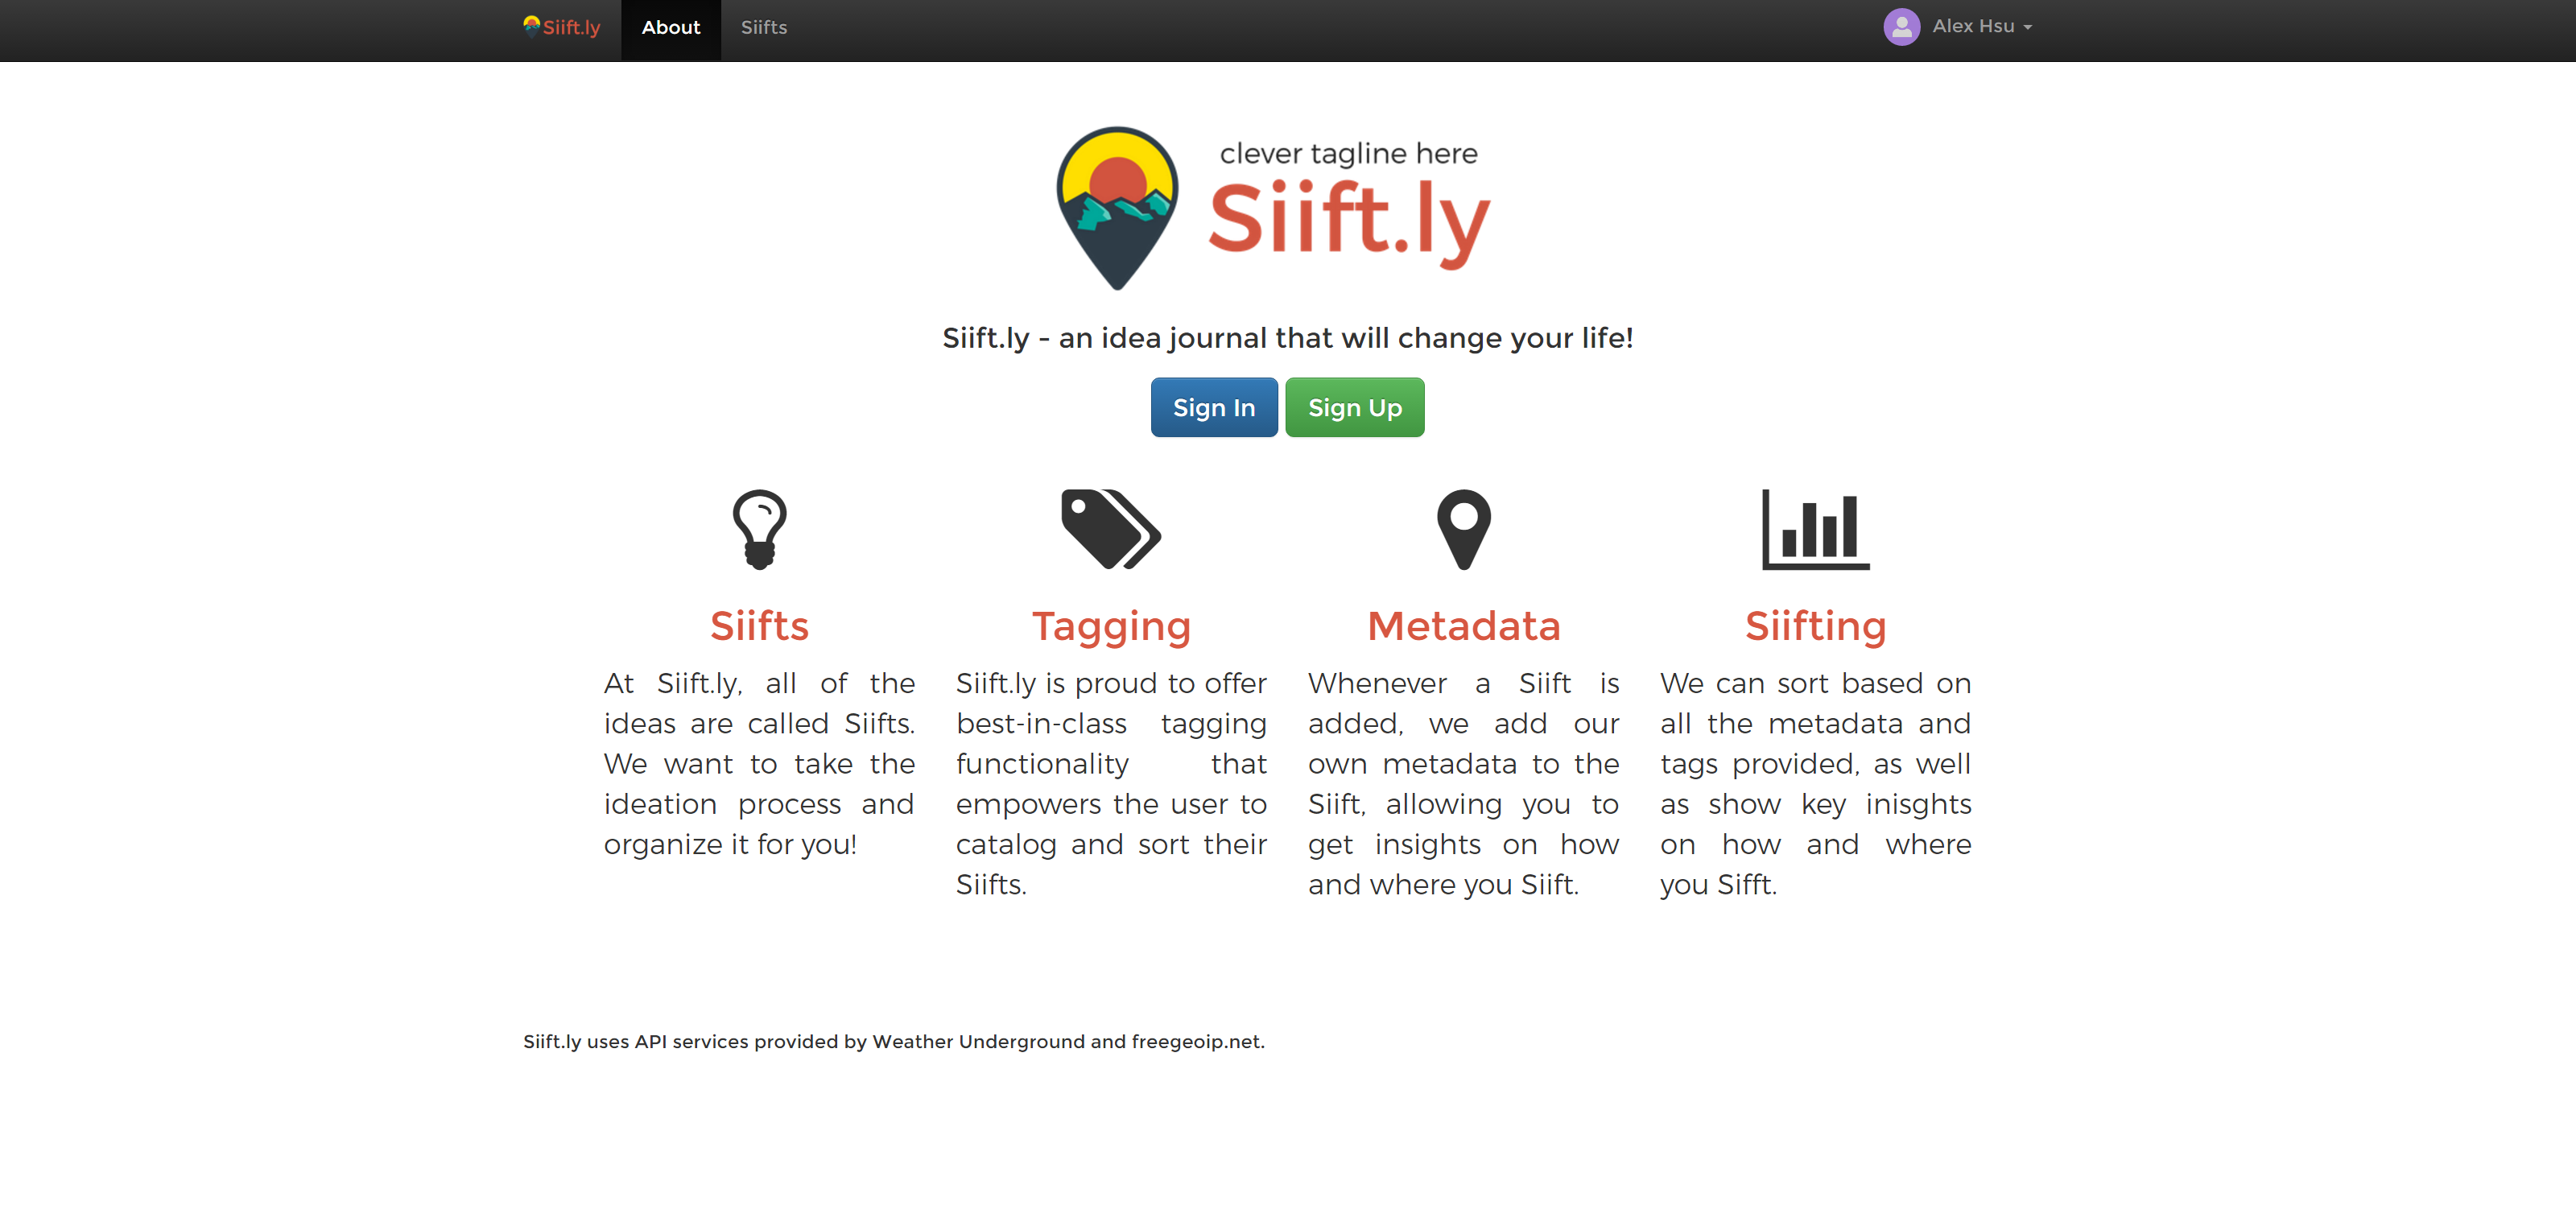 Siift.ly About Siifts Alex Hsu
clever tagline here
Siift.ly
Siift.ly - an idea journal that will change your life!
Sign In Sign Up
Siifts
At Siift.ly, all of the
ideas are called Siifts.
We want to take the
ideation process and
organize it for you!
Tagging
Siift.ly is proud to offer
best-in-class tagging
functionality that
empowers the user to
catalog and sort their
Siifts.
Metadata
Whenever a Siift is
added, we add our
own metadata to the
Siift, allowing you to
get insights on how
and where you Siift.
Siifting
We can sort based on
all the metadata and
tags provided, as well
as show key inisghts
on how and where
you Sifft.
Siift.ly uses API services provided by Weather Underground and freegeoip.net.